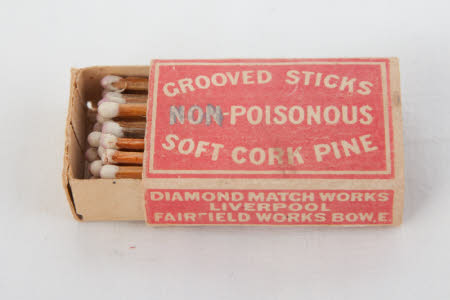 GROOVED STICKS
NON-POISONOUS
SOFT CORK PINE
DIAMOND MATCH WORKS
LIVERPOOL
FAIRFIELD WORKS BOW, E.